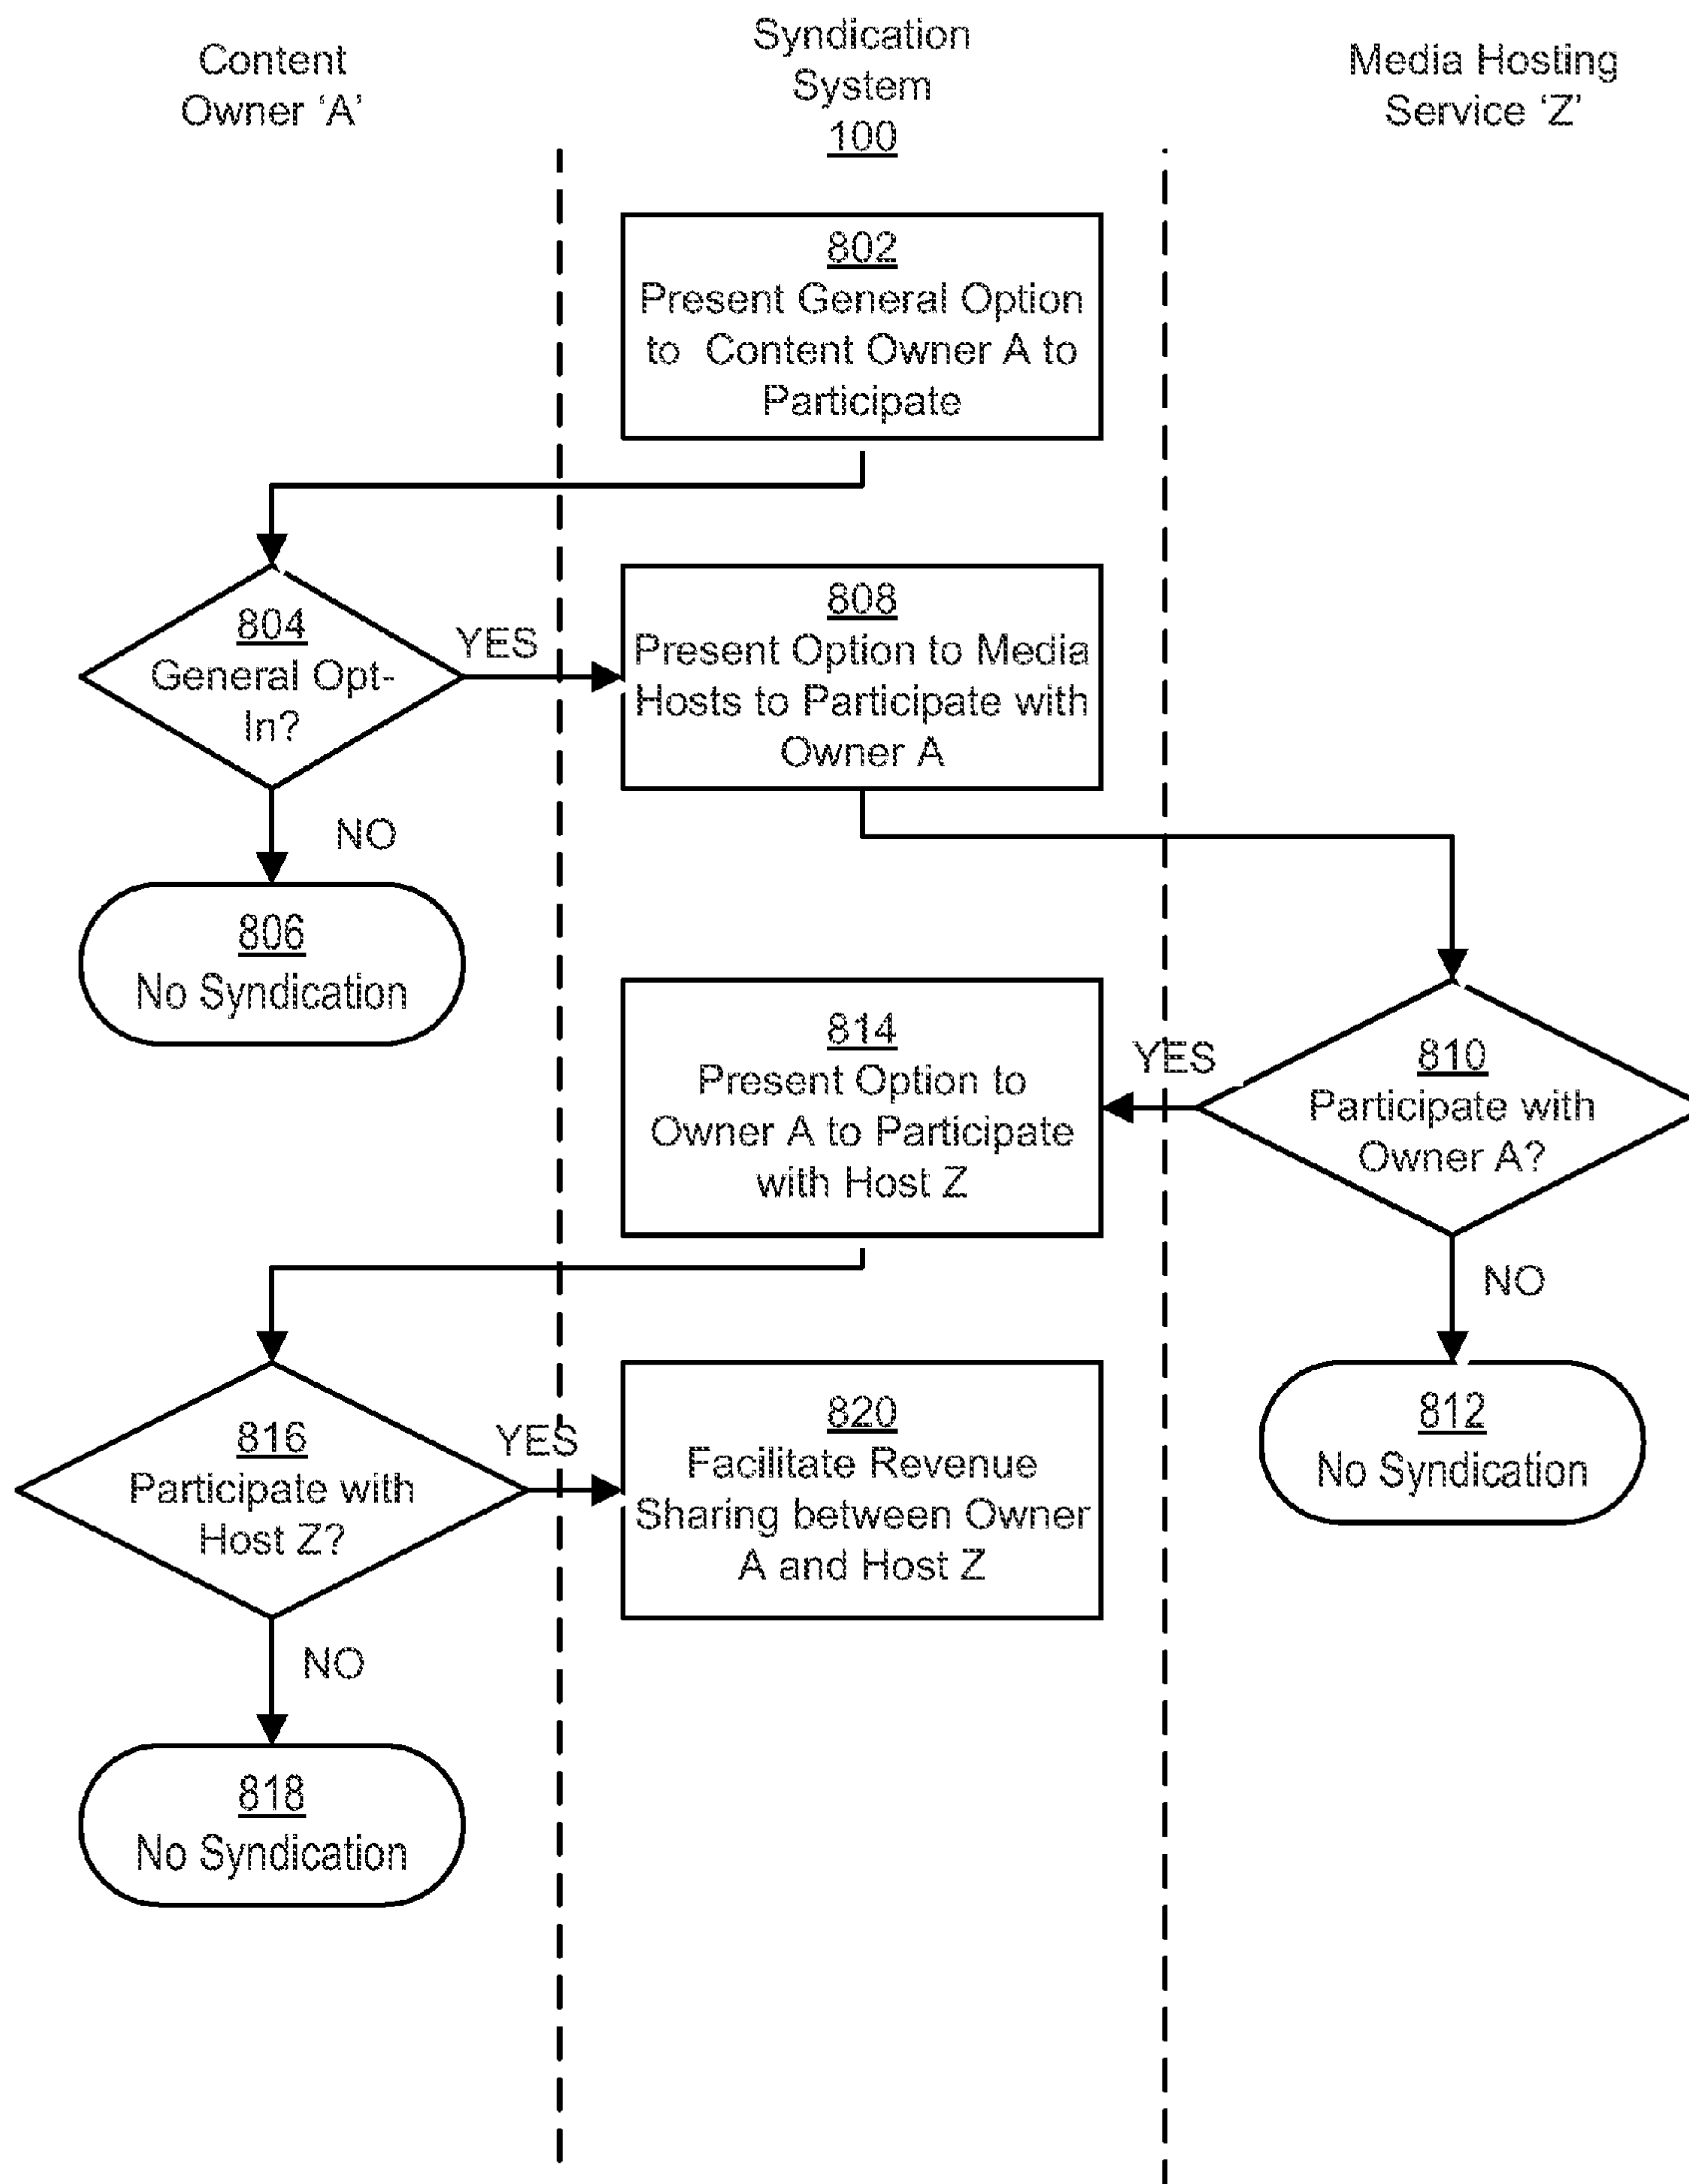 Content
Owner ‘A’
Syndication
System
100
Media Hosting
Service ‘Z’
802
Present General Option
to Content Owner A to
Participate
804
General Opt-
In?
YES
NO
806
No Syndication
808
Present Option to Media
Hosts to Participate with
Owner A
810
Participate with
Owner A?
YES
NO
812
No Syndication
814
Present Option to
Owner A to Participate
with Host Z
816
Participate with
Host Z?
YES
NO
818
No Syndication
820
Facilitate Revenue
Sharing between Owner
A and Host Z